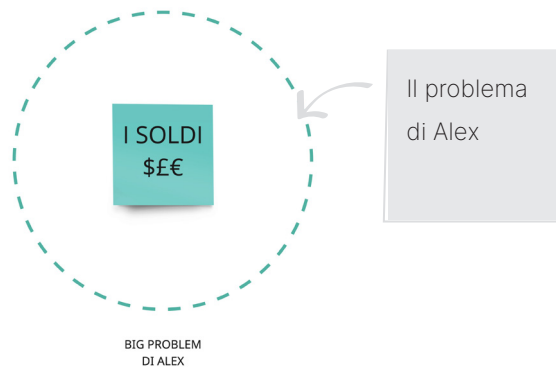 I SOLDI
$£€
Il problema
di Alex
BIG PROBLEM
DI ALEX